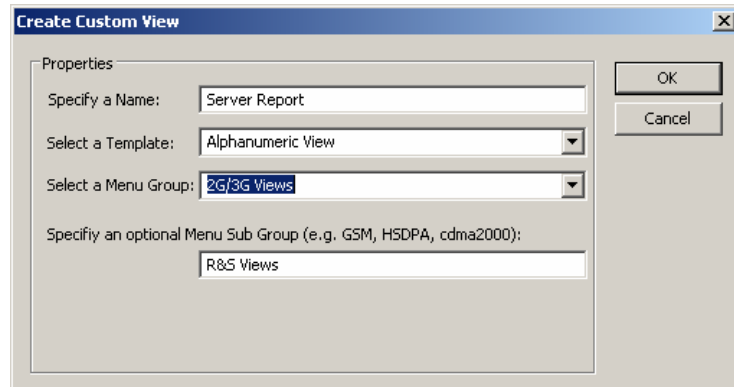 Create Custom View
Properties
Specify a Name: Server Report
Select a Template: Alphanumeric View
Select a Menu Group: 2G/3G Views
Specifiy an optional Menu Sub Group (e.g. GSM, HSDPA, cdma2000):
R&S Views
OK
Cancel